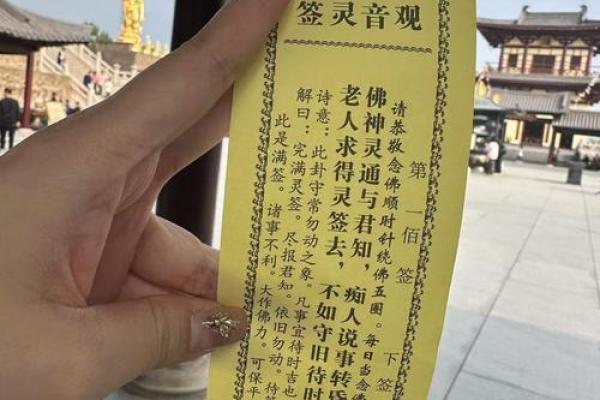 观音灵签
第一佰签 下签
请恭敬念佛顺时针绕佛五圈。每日当念佛
佛神灵通与君知，痴人说事转昏
老人求得灵签去，不如守旧待时
诗意：此卦守常勿动之象。凡事宜待时吉也
解曰：完满灵签。尽报君知。依旧勿动。待
此是满签。诸事不利。大作佛力。可保平